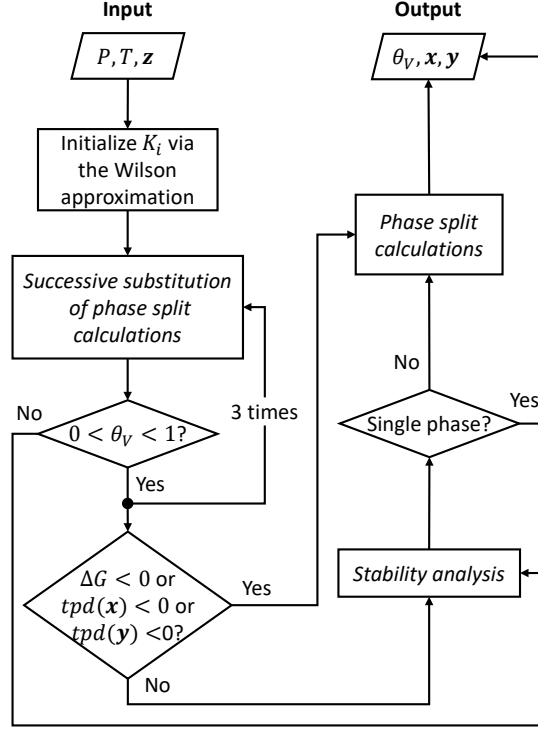 Input
P, T, z
Initialize K_i via
the Wilson
approximation
Successive substitution
of phase split
calculations
3 times
No
0 < θ_V < 1?
Yes
ΔG < 0 or
tpd(x) < 0 or
tpd(y) <0?
Yes
No
Output
θ_V, x, y
Phase split
calculations
No
Yes
Single phase?
Stability analysis